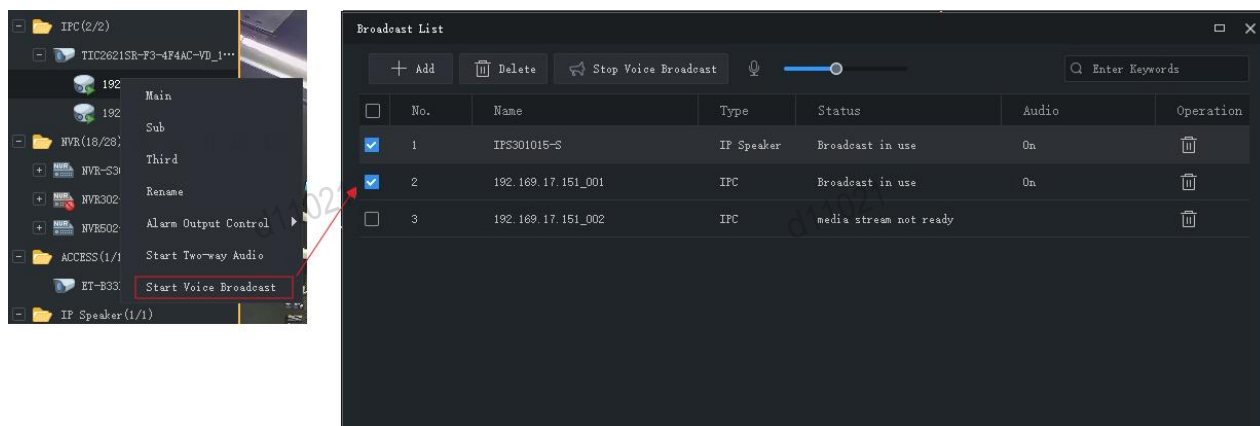 IPC(2/2)
TIC2621SR-F3-4F4AC-VD_1···
192
192
NVR(18/28)
NVR-S3
NVR302-
NVR502-
ACCESS(1/1
ET-B33
IP Speaker(1/1)
Main
Sub
Third
Rename
Alarm Output Control
Start Two-way Audio
Start Voice Broadcast
Broadcast List
Add Delete Stop Voice Broadcast Enter Keywords
No. Name Type Status Audio Operation
1 IPS301015-S IP Speaker Broadcast in use On
2 192.169.17.151_001 IPC Broadcast in use On
3 192.169.17.151_002 IPC media stream not ready